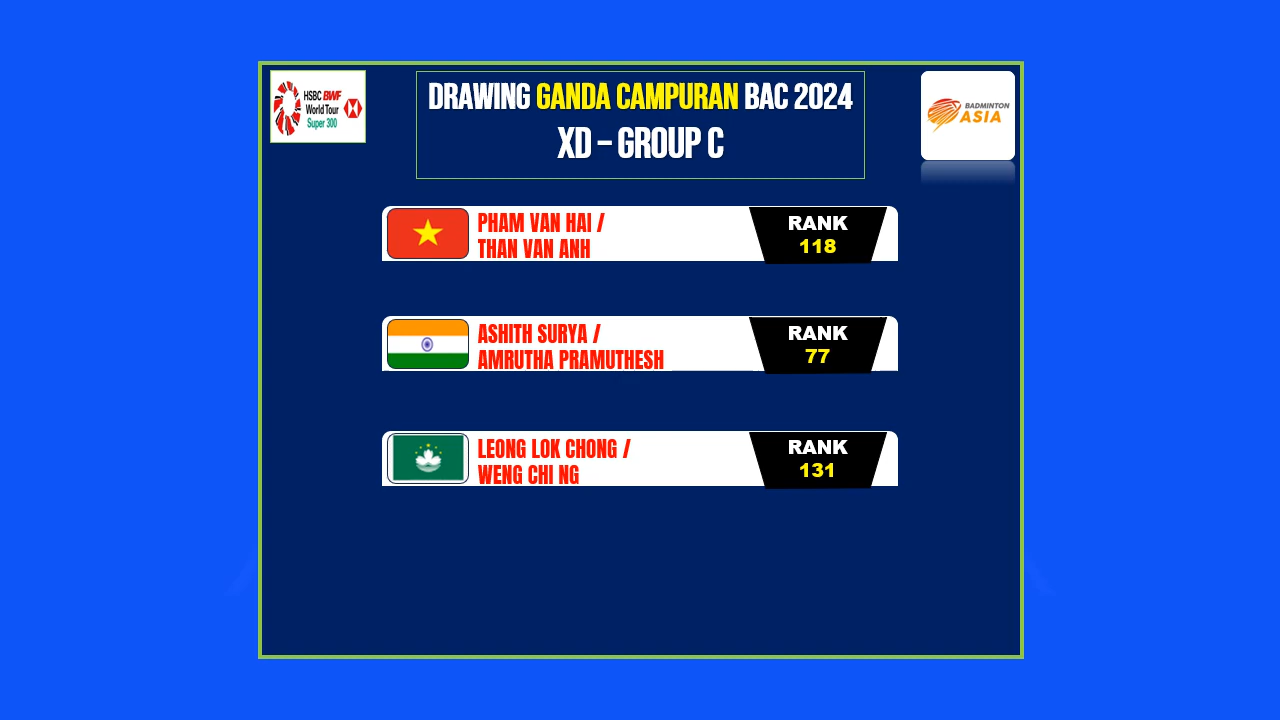 HSBC BWF
World Tour
Super 300
DRAWING GANDA CAMPURAN BAC 2024
XD – GROUP C
BADMINTON
ASIA
PHAM VAN HAI /
THAN VAN ANH
RANK
118
ASHITH SURYA /
AMRUTHA PRAMUTHESH
RANK
77
LEONG LOK CHONG /
WENG CHI NG
RANK
131